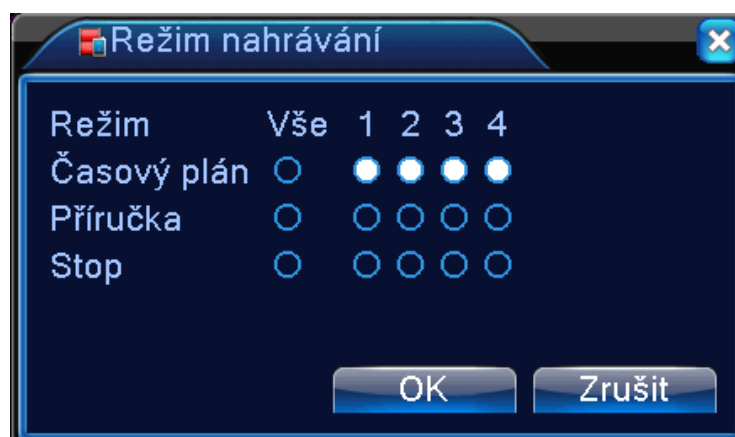 Režim nahrávání
Režim Vše 1 2 3 4
Časový plán
Příručka
Stop
OK Zrušit